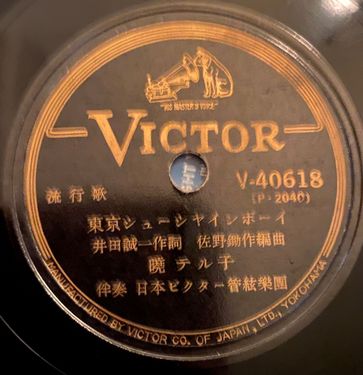 "HIS MASTER'S VOICE"
VICTOR
流行歌
V-40618
(P-2040)
東京シューシャインボーイ
井田誠一作詞 佐野鋤作編曲
暁テル子
伴奏 日本ビクター管絃樂團
MANUFACTURED BY VICTOR CO. OF JAPAN, LTD., YOKOHAMA